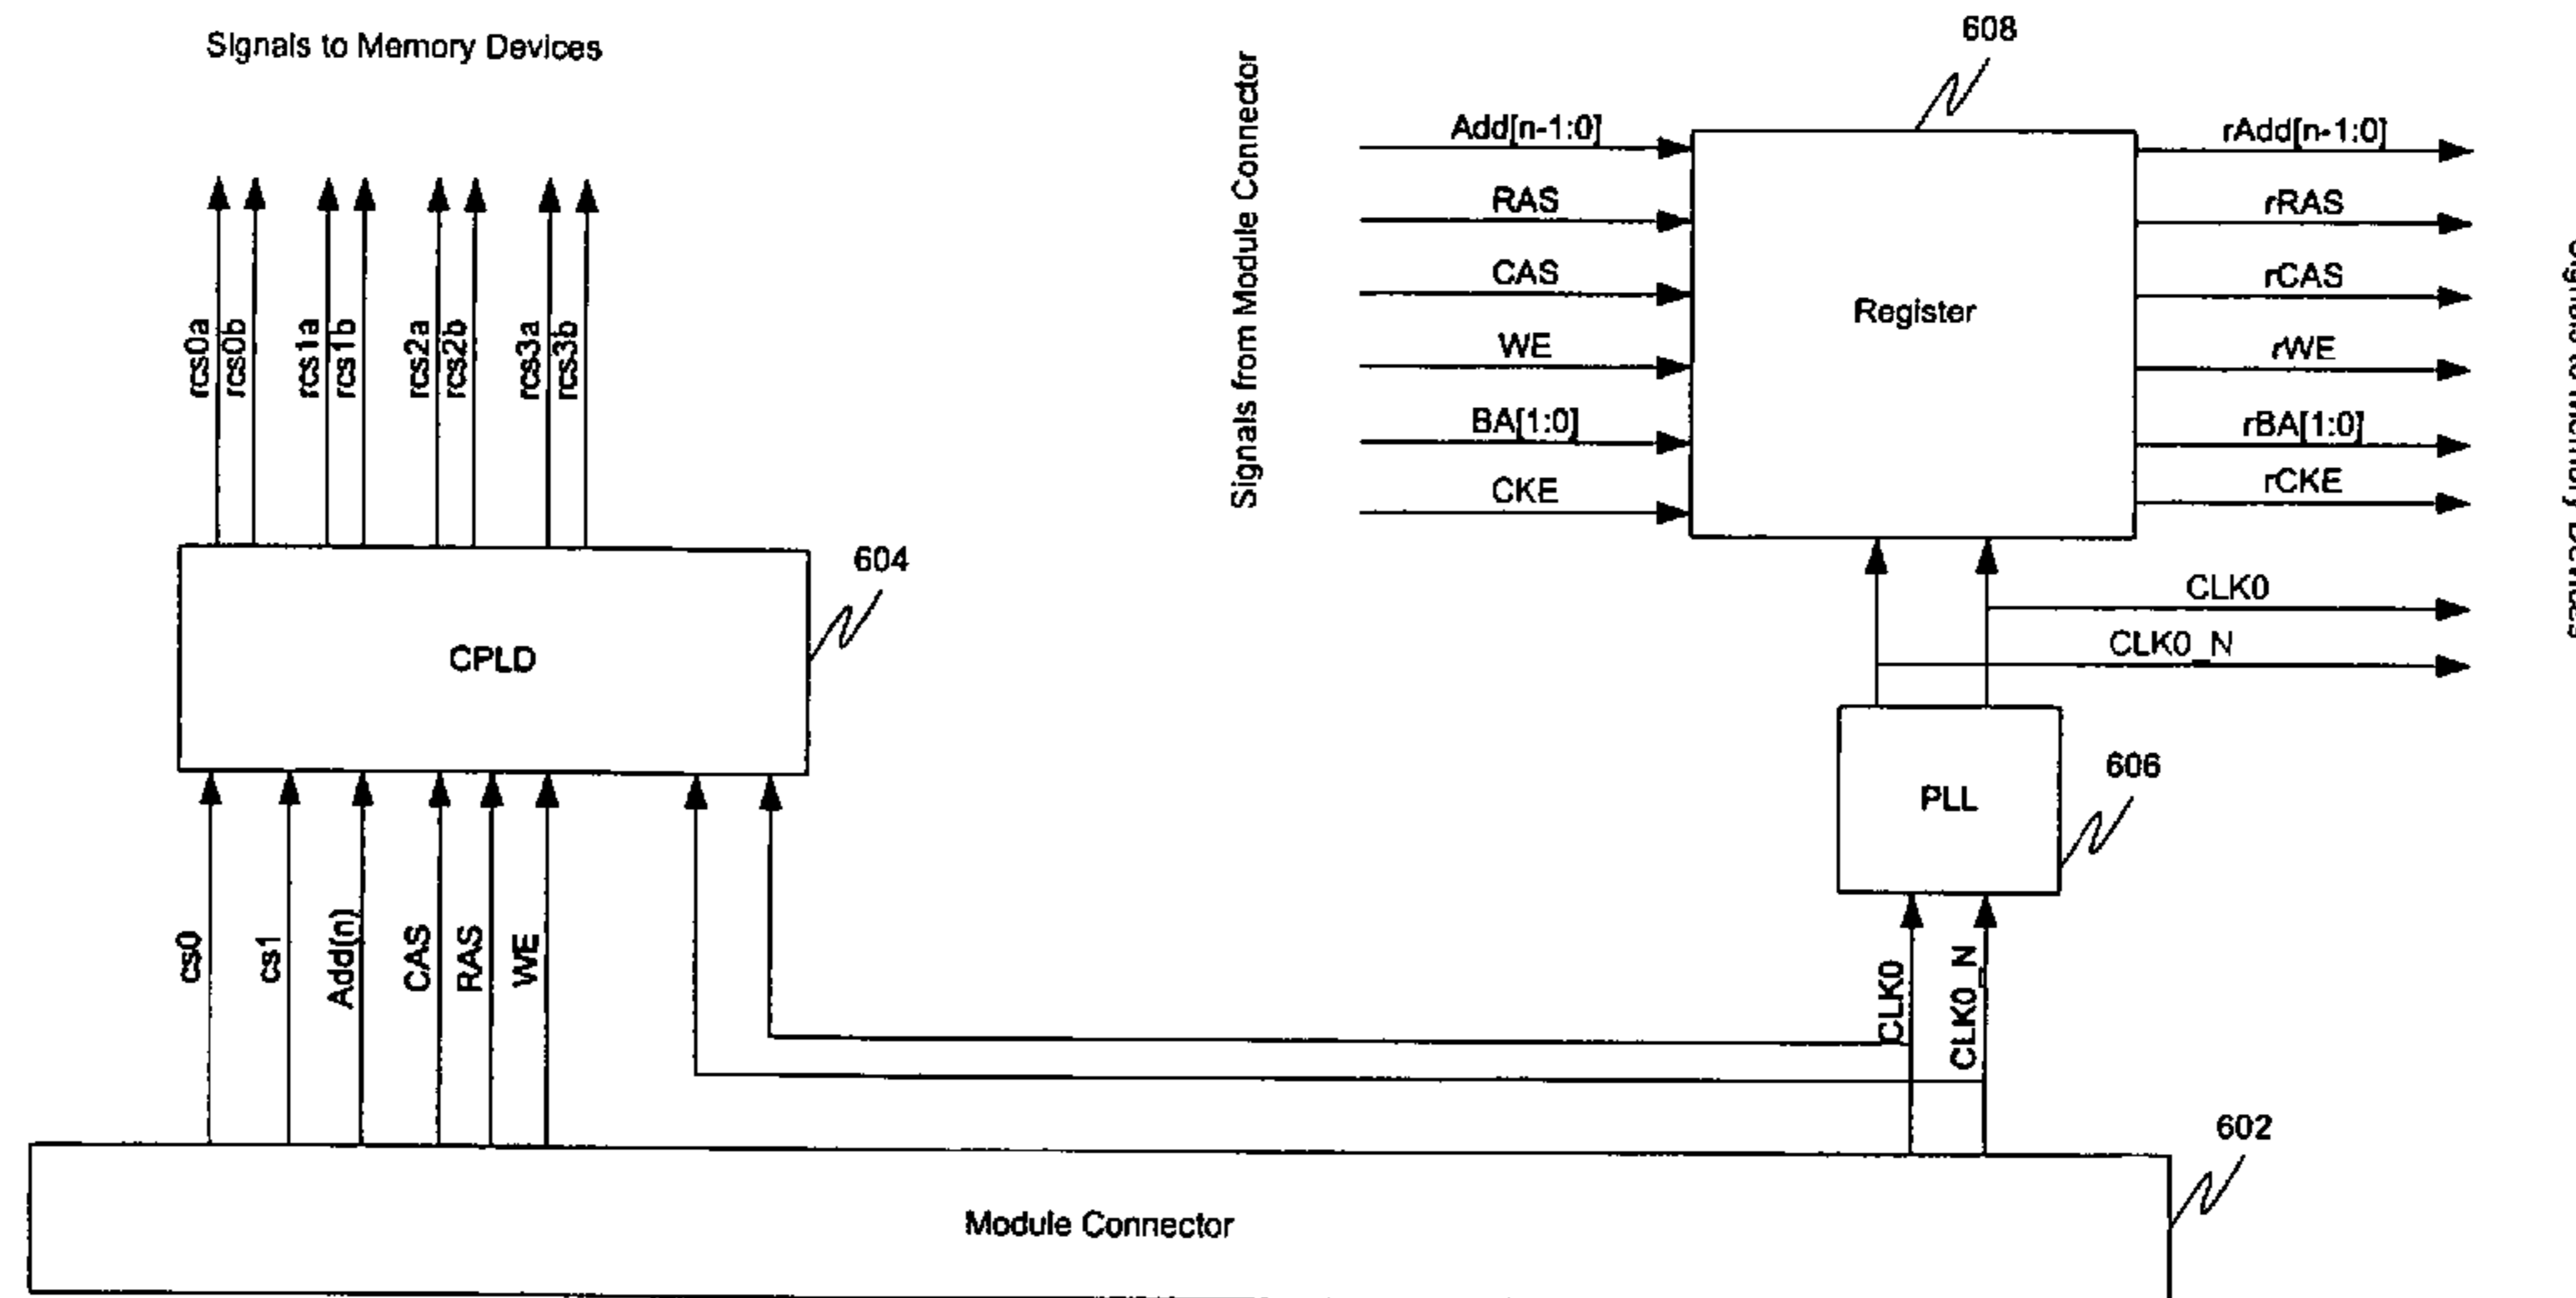 Signals to Memory Devices
608
Signals from Module Connector
Add[n-1:0]
rAdd[n-1:0]
RAS
rRAS
CAS
rCAS
Register
WE
rWE
BA[1:0]
rBA[1:0]
CKE
rCKE
rcs0a
rcs0b
rcs1a
rcs1b
rcs2a
rcs2b
rcs3a
rcs3b
604
CLK0
CLK0_N
CPLD
606
PLL
cs0
cs1
Add(n)
CAS
RAS
WE
CLK0
CLK0_N
602
Module Connector